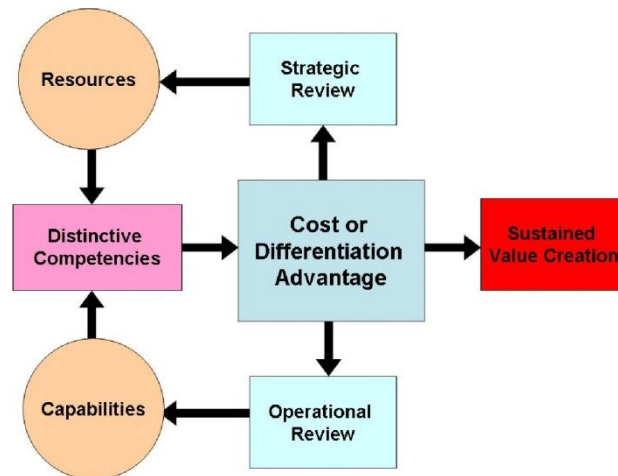 Resources
Strategic
Review
Distinctive
Competencies
Cost or
Differentiation
Advantage
Sustained
Value Creation
Capabilities
Operational
Review